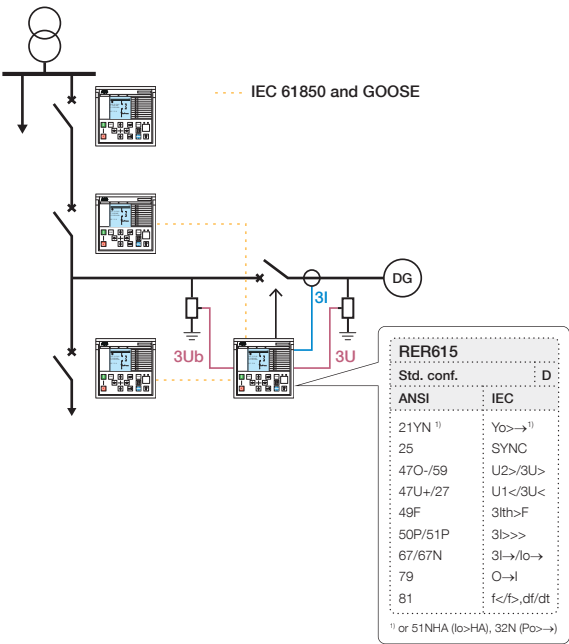 IEC 61850 and GOOSE
DG
3I
3Ub
3U
RER615
Std. conf. D
ANSI IEC
21YN ¹⁾ Yo>→¹⁾
25 SYNC
47O-/59 U2>/3U>
47U+/27 U1</3U<
49F 3Ith>F
50P/51P 3I>>>
67/67N 3I→/Io→
79 O→I
81 f</f>,df/dt
¹⁾ or 51NHA (Io>HA), 32N (Po>→)